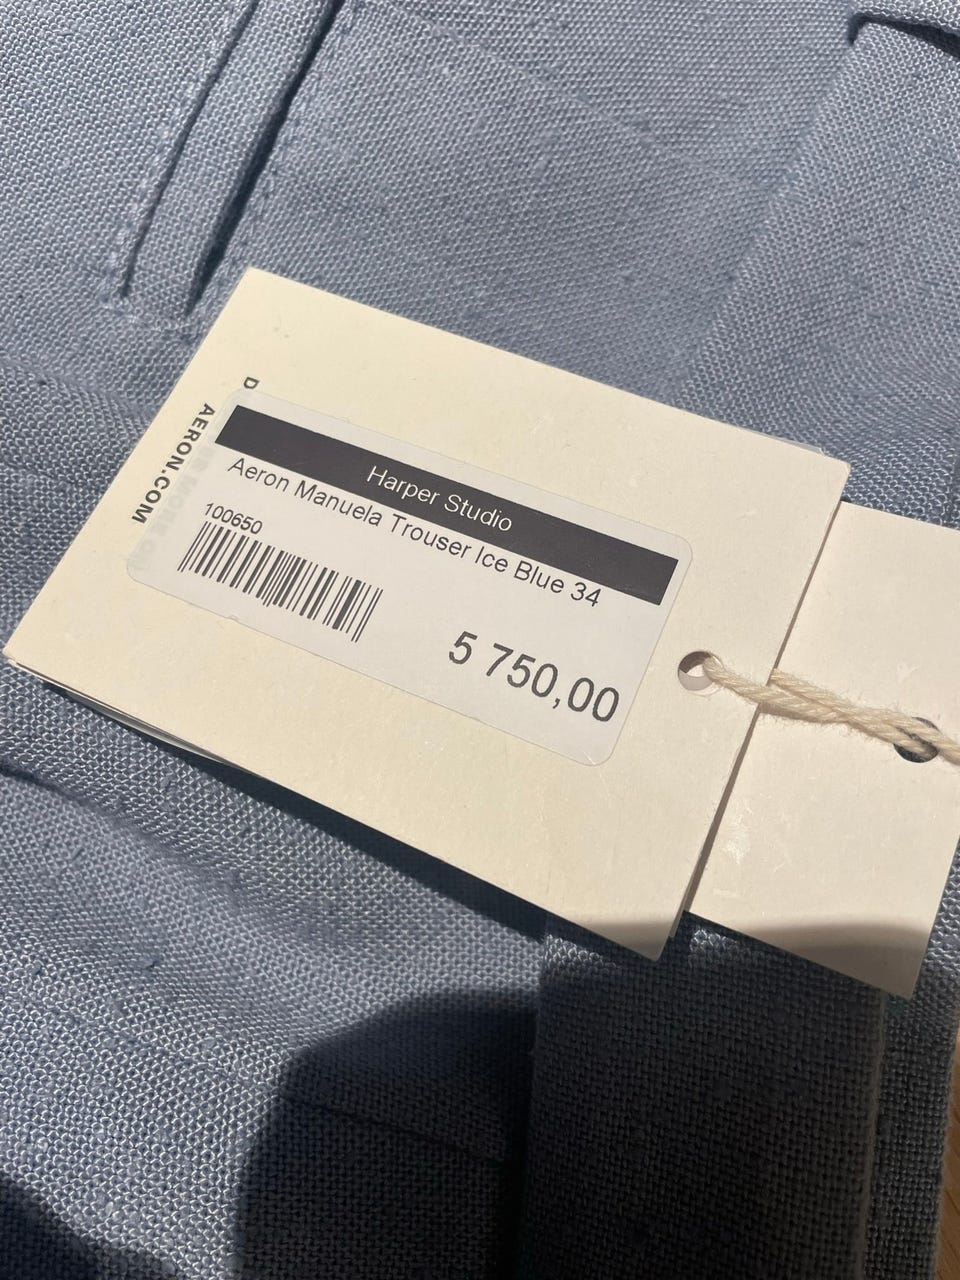 D
AERON.COM
Harper Studio
Aeron Manuela Trouser Ice Blue 34
100650
5 750,00